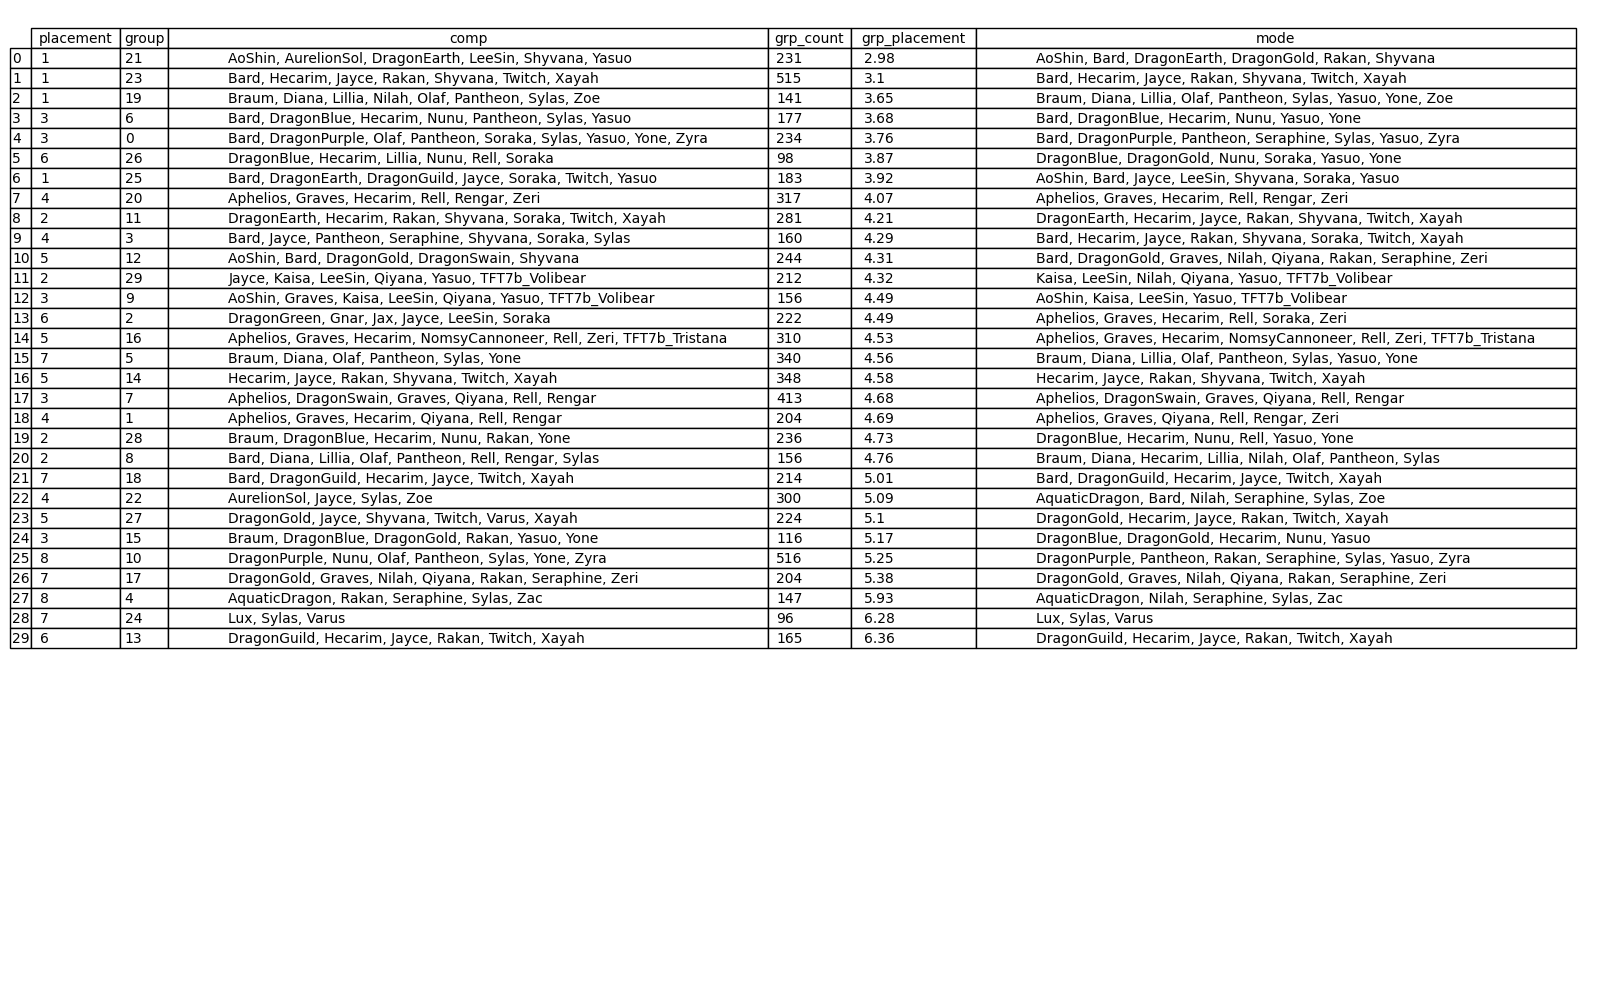 placement group comp grp_count grp_placement mode
0 1 21 AoShin, AurelionSol, DragonEarth, LeeSin, Shyvana, Yasuo 231 2.98 AoShin, Bard, DragonEarth, DragonGold, Rakan, Shyvana
1 1 23 Bard, Hecarim, Jayce, Rakan, Shyvana, Twitch, Xayah 515 3.1 Bard, Hecarim, Jayce, Rakan, Shyvana, Twitch, Xayah
2 1 19 Braum, Diana, Lillia, Nilah, Olaf, Pantheon, Sylas, Zoe 141 3.65 Braum, Diana, Lillia, Olaf, Pantheon, Sylas, Yasuo, Yone, Zoe
3 3 6 Bard, DragonBlue, Hecarim, Nunu, Pantheon, Sylas, Yasuo 177 3.68 Bard, DragonBlue, Hecarim, Nunu, Yasuo, Yone
4 3 0 Bard, DragonPurple, Olaf, Pantheon, Soraka, Sylas, Yasuo, Yone, Zyra 234 3.76 Bard, DragonPurple, Pantheon, Seraphine, Sylas, Yasuo, Zyra
5 6 26 DragonBlue, Hecarim, Lillia, Nunu, Rell, Soraka 98 3.87 DragonBlue, DragonGold, Nunu, Soraka, Yasuo, Yone
6 1 25 Bard, DragonEarth, DragonGuild, Jayce, Soraka, Twitch, Yasuo 183 3.92 AoShin, Bard, Jayce, LeeSin, Shyvana, Soraka, Yasuo
7 4 20 Aphelios, Graves, Hecarim, Rell, Rengar, Zeri 317 4.07 Aphelios, Graves, Hecarim, Rell, Rengar, Zeri
8 2 11 DragonEarth, Hecarim, Rakan, Shyvana, Soraka, Twitch, Xayah 281 4.21 DragonEarth, Hecarim, Jayce, Rakan, Shyvana, Twitch, Xayah
9 4 3 Bard, Jayce, Pantheon, Seraphine, Shyvana, Soraka, Sylas 160 4.29 Bard, Hecarim, Jayce, Rakan, Shyvana, Soraka, Twitch, Xayah
10 5 12 AoShin, Bard, DragonGold, DragonSwain, Shyvana 244 4.31 Bard, DragonGold, Graves, Nilah, Qiyana, Rakan, Seraphine, Zeri
11 2 29 Jayce, Kaisa, LeeSin, Qiyana, Yasuo, TFT7b_Volibear 212 4.32 Kaisa, LeeSin, Nilah, Qiyana, Yasuo, TFT7b_Volibear
12 3 9 AoShin, Graves, Kaisa, LeeSin, Qiyana, Yasuo, TFT7b_Volibear 156 4.49 AoShin, Kaisa, LeeSin, Yasuo, TFT7b_Volibear
13 6 2 DragonGreen, Gnar, Jax, Jayce, LeeSin, Soraka 222 4.49 Aphelios, Graves, Hecarim, Rell, Soraka, Zeri
14 5 16 Aphelios, Graves, Hecarim, NomsyCannoneer, Rell, Zeri, TFT7b_Tristana 310 4.53 Aphelios, Graves, Hecarim, NomsyCannoneer, Rell, Zeri, TFT7b_Tristana
15 7 5 Braum, Diana, Olaf, Pantheon, Sylas, Yone 340 4.56 Braum, Diana, Lillia, Olaf, Pantheon, Sylas, Yasuo, Yone
16 5 14 Hecarim, Jayce, Rakan, Shyvana, Twitch, Xayah 348 4.58 Hecarim, Jayce, Rakan, Shyvana, Twitch, Xayah
17 3 7 Aphelios, DragonSwain, Graves, Qiyana, Rell, Rengar 413 4.68 Aphelios, DragonSwain, Graves, Qiyana, Rell, Rengar
18 4 1 Aphelios, Graves, Hecarim, Qiyana, Rell, Rengar 204 4.69 Aphelios, Graves, Qiyana, Rell, Rengar, Zeri
19 2 28 Braum, DragonBlue, Hecarim, Nunu, Rakan, Yone 236 4.73 DragonBlue, Hecarim, Nunu, Rell, Yasuo, Yone
20 2 8 Bard, Diana, Lillia, Olaf, Pantheon, Rell, Rengar, Sylas 156 4.76 Braum, Diana, Hecarim, Lillia, Nilah, Olaf, Pantheon, Sylas
21 7 18 Bard, DragonGuild, Hecarim, Jayce, Twitch, Xayah 214 5.01 Bard, DragonGuild, Hecarim, Jayce, Twitch, Xayah
22 4 22 AurelionSol, Jayce, Sylas, Zoe 300 5.09 AquaticDragon, Bard, Nilah, Seraphine, Sylas, Zoe
23 5 27 DragonGold, Jayce, Shyvana, Twitch, Varus, Xayah 224 5.1 DragonGold, Hecarim, Jayce, Rakan, Twitch, Xayah
24 3 15 Braum, DragonBlue, DragonGold, Rakan, Yasuo, Yone 116 5.17 DragonBlue, DragonGold, Hecarim, Nunu, Yasuo
25 8 10 DragonPurple, Nunu, Olaf, Pantheon, Sylas, Yone, Zyra 516 5.25 DragonPurple, Pantheon, Rakan, Seraphine, Sylas, Yasuo, Zyra
26 7 17 DragonGold, Graves, Nilah, Qiyana, Rakan, Seraphine, Zeri 204 5.38 DragonGold, Graves, Nilah, Qiyana, Rakan, Seraphine, Zeri
27 8 4 AquaticDragon, Rakan, Seraphine, Sylas, Zac 147 5.93 AquaticDragon, Nilah, Seraphine, Sylas, Zac
28 7 24 Lux, Sylas, Varus 96 6.28 Lux, Sylas, Varus
29 6 13 DragonGuild, Hecarim, Jayce, Rakan, Twitch, Xayah 165 6.36 DragonGuild, Hecarim, Jayce, Rakan, Twitch, Xayah